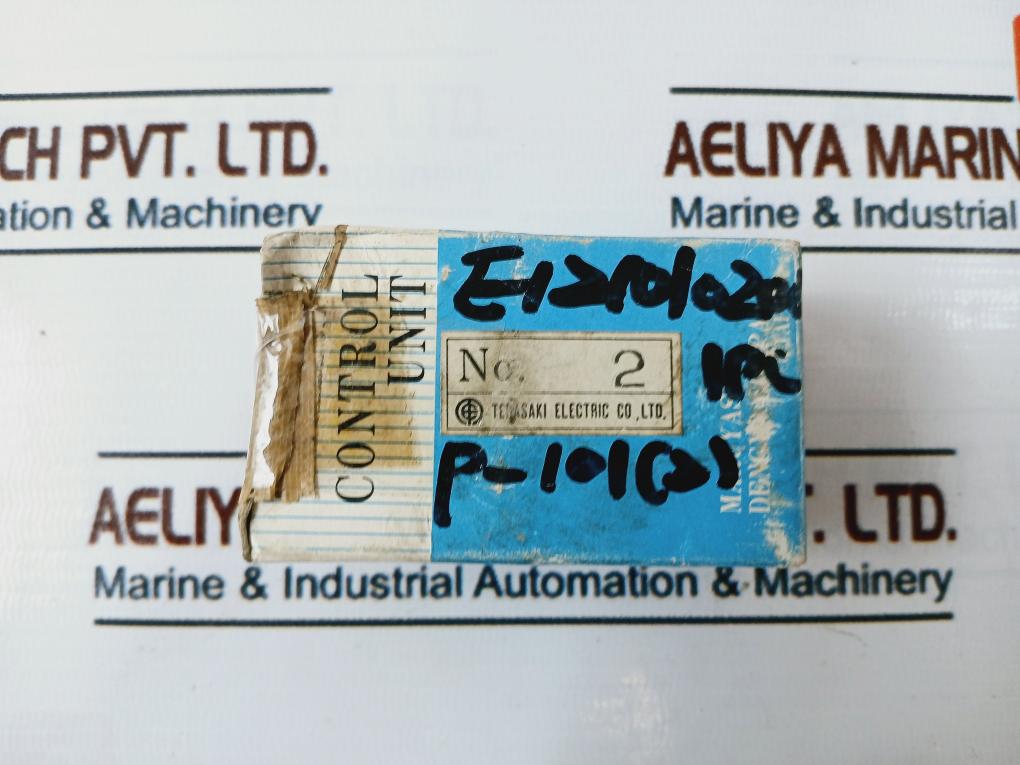 CH PVT. LTD.
ation & Machinery
AELIYA MARIN
Marine & Industrial
CONTROL
UNIT
No. 2
TERASAKI ELECTRIC CO., LTD.
P-101(2)
AELIY
. LTD.
Marine & Industrial Automation & Machinery